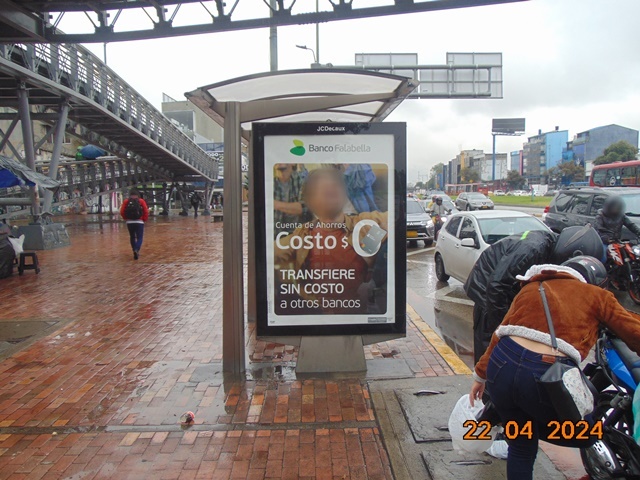 JCDecaux
Banco Falabella
Cuenta de Ahorros
Costo $0
TRANSFIERE
SIN COSTO
a otros bancos
22 04 2024